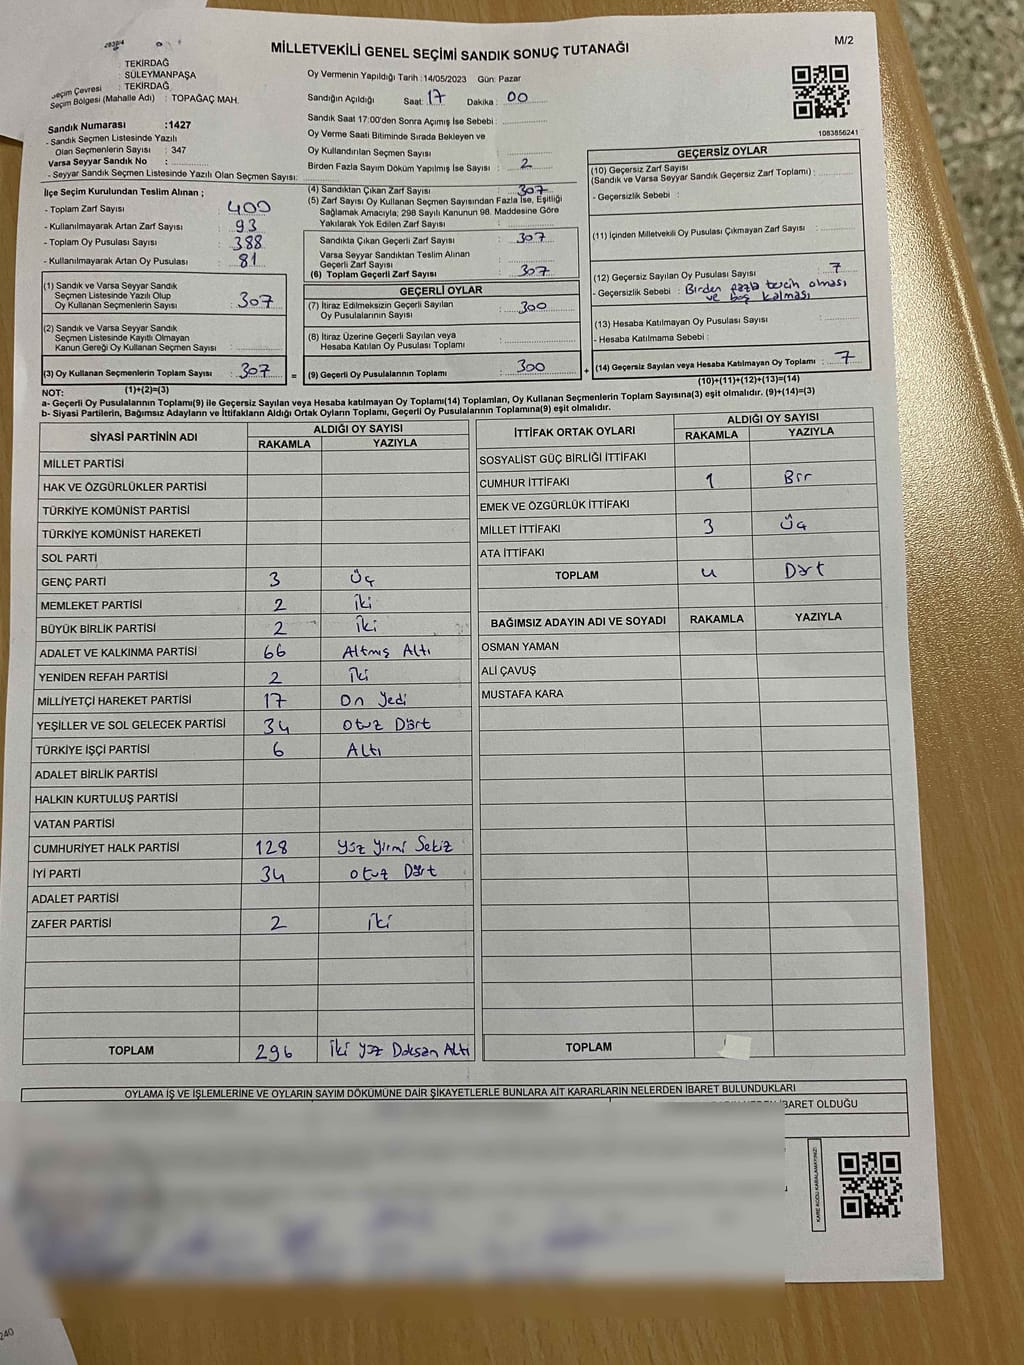 MİLLETVEKİLİ GENEL SEÇİMİ SANDIK SONUÇ TUTANAĞI
M/2
TEKİRDAĞ
: SÜLEYMANPAŞA
Seçim Çevresi : TEKİRDAĞ
Seçim Bölgesi (Mahalle Adı) : TOPAĞAÇ MAH.
Sandık Numarası :1427
- Sandık Seçmen Listesinde Yazılı
Olan Seçmenlerin Sayısı : 347
Varsa Seyyar Sandık No :
- Seyyar Sandık Seçmen Listesinde Yazılı Olan Seçmen Sayısı:
Oy Vermenin Yapıldığı Tarih :14/05/2023 Gün: Pazar
Sandığın Açıldığı Saat: 17 Dakika : 00
Sandık Saat 17:00'den Sonra Açımış İse Sebebi :
Oy Verme Saati Bitiminde Sırada Bekleyen ve
Oy Kullandırılan Seçmen Sayısı
Birden Fazla Sayım Döküm Yapılmış İse Sayısı : 2
1083856241
İlçe Seçim Kurulundan Teslim Alınan ;
- Toplam Zarf Sayısı : 400
- Kullanılmayarak Artan Zarf Sayısı : 93
- Toplam Oy Pusulası Sayısı : 388
- Kullanılmayarak Artan Oy Pusulası : 81
(1) Sandık ve Varsa Seyyar Sandık
Seçmen Listesinde Yazılı Olup
Oy Kullanan Seçmenlerin Sayısı : 307
(2) Sandık ve Varsa Seyyar Sandık
Seçmen Listesinde Kayıtlı Olmayan
Kanun Gereği Oy Kullanan Seçmen Sayısı :
(3) Oy Kullanan Seçmenlerin Toplam Sayısı : 307
(1)+(2)=(3)
(4) Sandıktan Çıkan Zarf Sayısı : 307
(5) Zarf Sayısı Oy Kullanan Seçmen Sayısından Fazla İse, Eşitliği
Sağlamak Amacıyla; 298 Sayılı Kanunun 98. Maddesine Göre
Yakılarak Yok Edilen Zarf Sayısı :
Sandıkta Çıkan Geçerli Zarf Sayısı : 307
Varsa Seyyar Sandıktan Teslim Alınan
Geçerli Zarf Sayısı :
(6) Toplam Geçerli Zarf Sayısı : 307
GEÇERLİ OYLAR
(7) İtiraz Edilmeksizin Geçerli Sayılan
Oy Pusulalarının Sayısı : 300
(8) İtiraz Üzerine Geçerli Sayılan veya
Hesaba Katılan Oy Pusulası Toplamı :
= (9) Geçerli Oy Pusulalarının Toplamı : 300
GEÇERSİZ OYLAR
(10) Geçersiz Zarf Sayısı
(Sandık ve Varsa Seyyar Sandık Geçersiz Zarf Toplamı) :
- Geçersizlik Sebebi :
(11) İçinden Milletvekili Oy Pusulası Çıkmayan Zarf Sayısı :
(12) Geçersiz Sayılan Oy Pusulası Sayısı : 7
- Geçersizlik Sebebi : Birden fazla tercih olması
ve boş kalması
(13) Hesaba Katılmayan Oy Pusulası Sayısı :
- Hesaba Katılmama Sebebi :
+ (14) Geçersiz Sayılan veya Hesaba Katılmayan Oy Toplamı : 7
(10)+(11)+(12)+(13)=(14)
NOT:
a- Geçerli Oy Pusulalarının Toplamı(9) ile Geçersiz Sayılan veya Hesaba katılmayan Oy Toplamı(14) Toplamları, Oy Kullanan Seçmenlerin Toplam Sayısına(3) eşit olmalıdır. (9)+(14)=(3)
b- Siyasi Partilerin, Bağımsız Adayların ve İttifakların Aldığı Ortak Oyların Toplamı, Geçerli Oy Pusulalarının Toplamına(9) eşit olmalıdır.
SİYASİ PARTİNİN ADI ALDIĞI OY SAYISI
RAKAMLA YAZIYLA
MİLLET PARTİSİ
HAK VE ÖZGÜRLÜKLER PARTİSİ
TÜRKİYE KOMÜNİST PARTİSİ
TÜRKİYE KOMÜNİST HAREKETİ
SOL PARTİ
GENÇ PARTİ 3 Üç
MEMLEKET PARTİSİ 2 İki
BÜYÜK BİRLİK PARTİSİ 2 İki
ADALET VE KALKINMA PARTİSİ 66 Altmış Altı
YENİDEN REFAH PARTİSİ 2 İki
MİLLİYETÇİ HAREKET PARTİSİ 17 On Yedi
YEŞİLLER VE SOL GELECEK PARTİSİ 34 Otuz Dört
TÜRKİYE İŞÇİ PARTİSİ 6 Altı
ADALET BİRLİK PARTİSİ
HALKIN KURTULUŞ PARTİSİ
VATAN PARTİSİ
CUMHURİYET HALK PARTİSİ 128 Yüz Yirmi Sekiz
İYİ PARTİ 34 Otuz Dört
ADALET PARTİSİ
ZAFER PARTİSİ 2 İki
TOPLAM 296 İki Yüz Doksan Altı
İTTİFAK ORTAK OYLARI ALDIĞI OY SAYISI
RAKAMLA YAZIYLA
SOSYALİST GÜÇ BİRLİĞİ İTTİFAKI
CUMHUR İTTİFAKI 1 Bir
EMEK VE ÖZGÜRLÜK İTTİFAKI
MİLLET İTTİFAKI 3 Üç
ATA İTTİFAKI
TOPLAM 4 Dört
BAĞIMSIZ ADAYIN ADI VE SOYADI RAKAMLA YAZIYLA
OSMAN YAMAN
ALİ ÇAVUŞ
MUSTAFA KARA
TOPLAM
OYLAMA İŞ VE İŞLEMLERİNE VE OYLARIN SAYIM DÖKÜMÜNE DAİR ŞİKAYETLERLE BUNLARA AİT KARARLARIN NELERDEN İBARET BULUNDUKLARI
İBARET OLDUĞU
KARE KODU KARALAMAYINIZ!
240